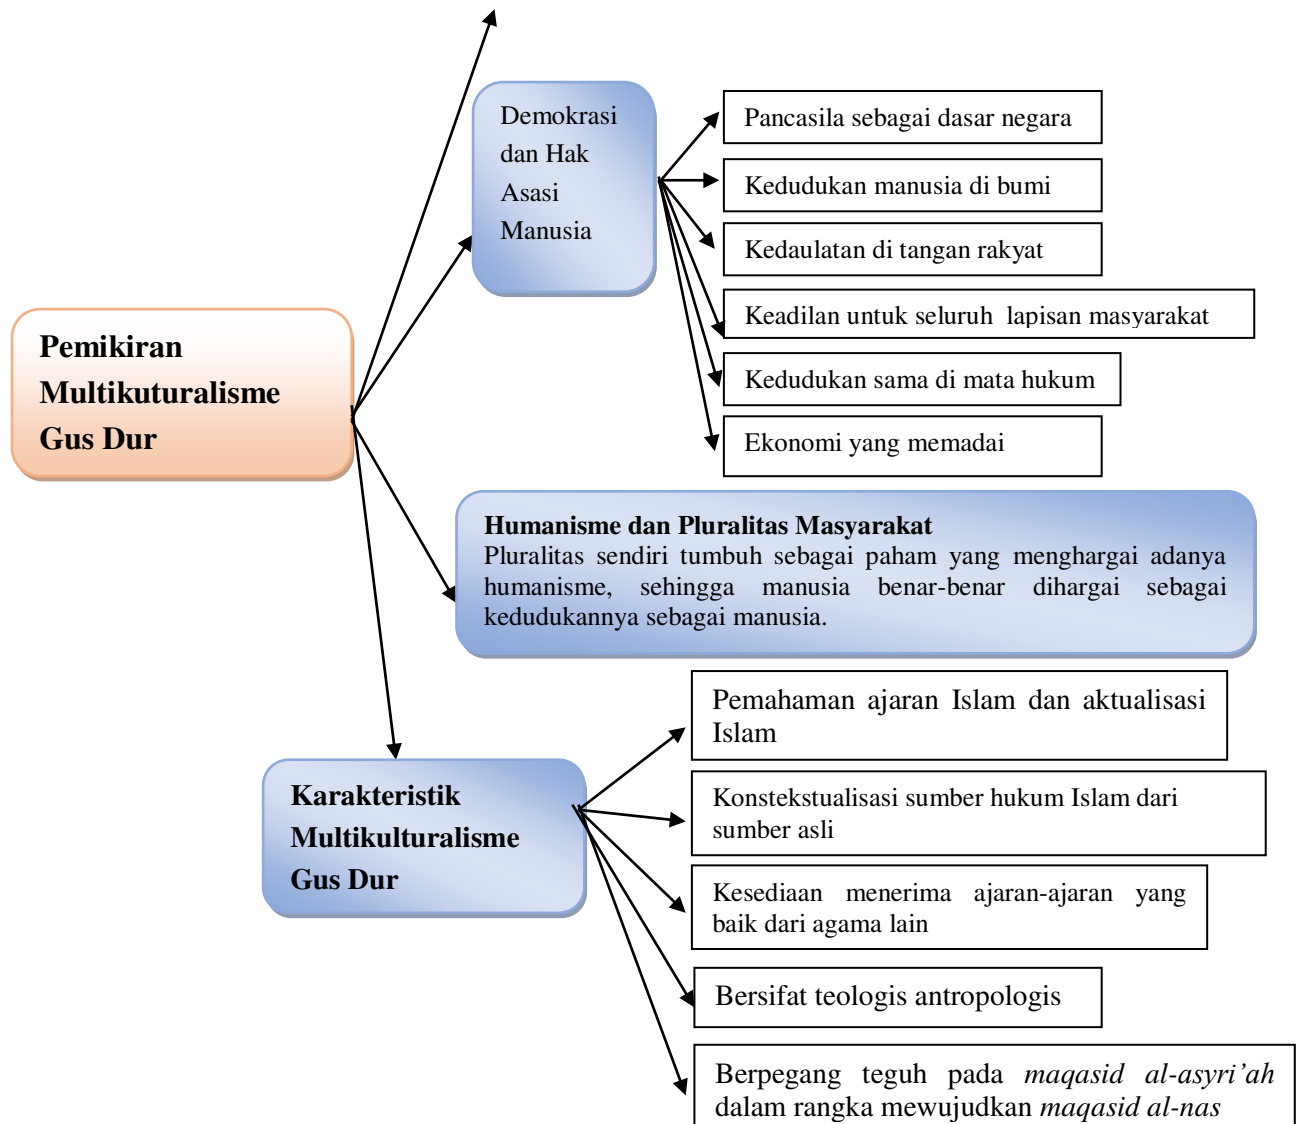 Demokrasi
dan Hak
Asasi
Manusia
Pancasila sebagai dasar negara
Kedudukan manusia di bumi
Kedaulatan di tangan rakyat
Keadilan untuk seluruh lapisan masyarakat
Kedudukan sama di mata hukum
Ekonomi yang memadai
Pemikiran
Multikuturalisme
Gus Dur
Humanisme dan Pluralitas Masyarakat
Pluralitas sendiri tumbuh sebagai paham yang menghargai adanya
humanisme, sehingga manusia benar-benar dihargai sebagai
kedudukannya sebagai manusia.
Karakteristik
Multikulturalisme
Gus Dur
Pemahaman ajaran Islam dan aktualisasi
Islam
Konstekstualisasi sumber hukum Islam dari
sumber asli
Kesediaan menerima ajaran-ajaran yang
baik dari agama lain
Bersifat teologis antropologis
Berpegang teguh pada maqasid al-asyri’ah
dalam rangka mewujudkan maqasid al-nas